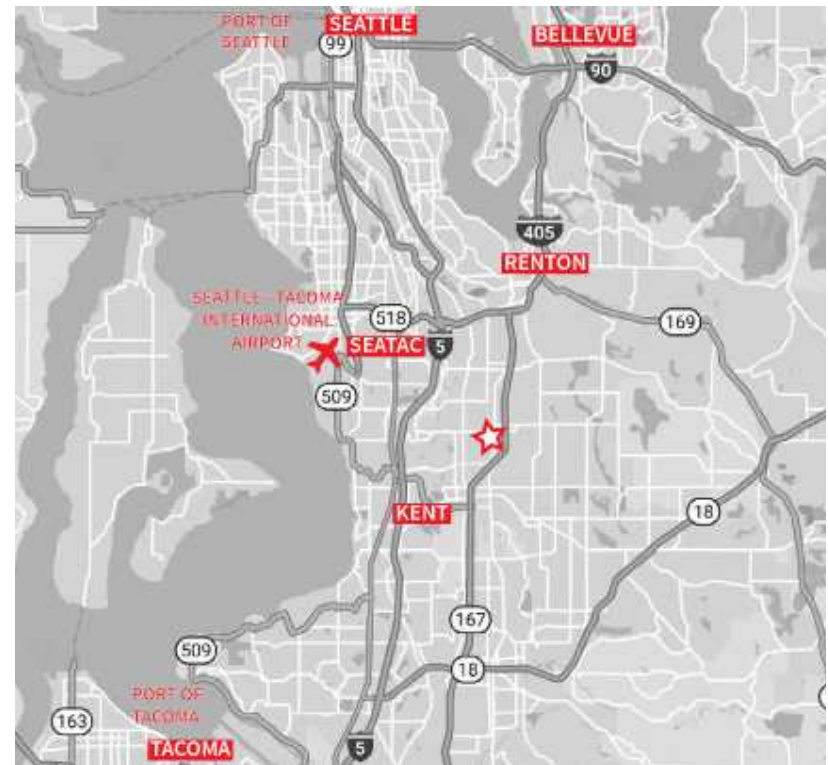 PORT OF
SEATTLE
SEATTLE
99
BELLEVUE
90
405
RENTON
SEATTLE - TACOMA
INTERNATIONAL
AIRPORT
518
SEATAC
5
169
509
KENT
18
167
509
18
PORT OF
TACOMA
163
TACOMA
5